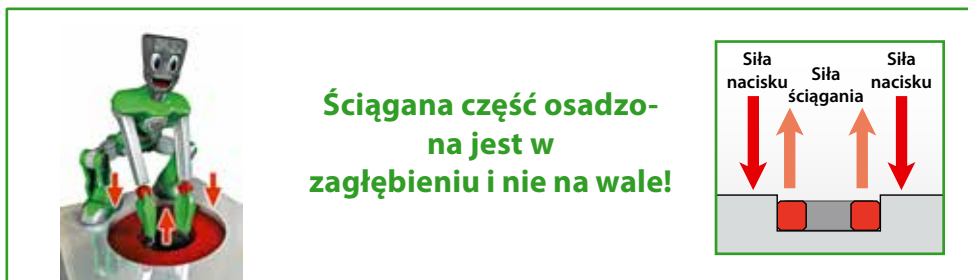 Ściągana część osadzo-
na jest w
zagłębieniu i nie na wale!
Siła
nacisku
Siła
ściągania
Siła
nacisku